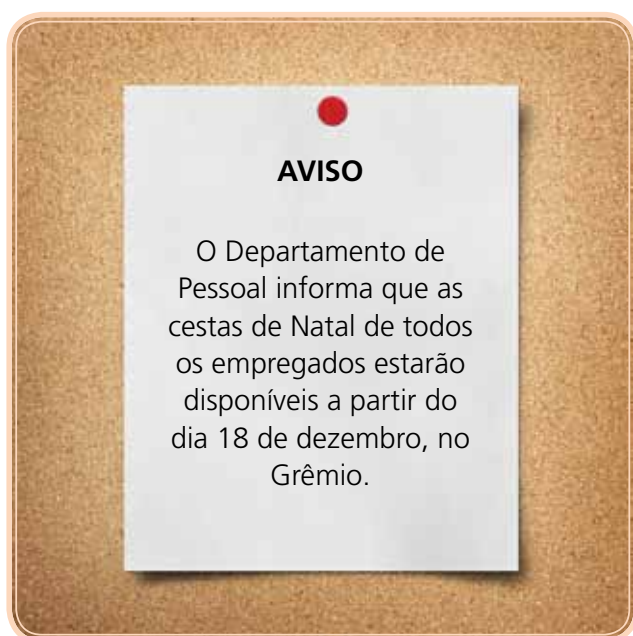 AVISO
O Departamento de
Pessoal informa que as
cestas de Natal de todos
os empregados estarão
disponíveis a partir do
dia 18 de dezembro, no
Grêmio.